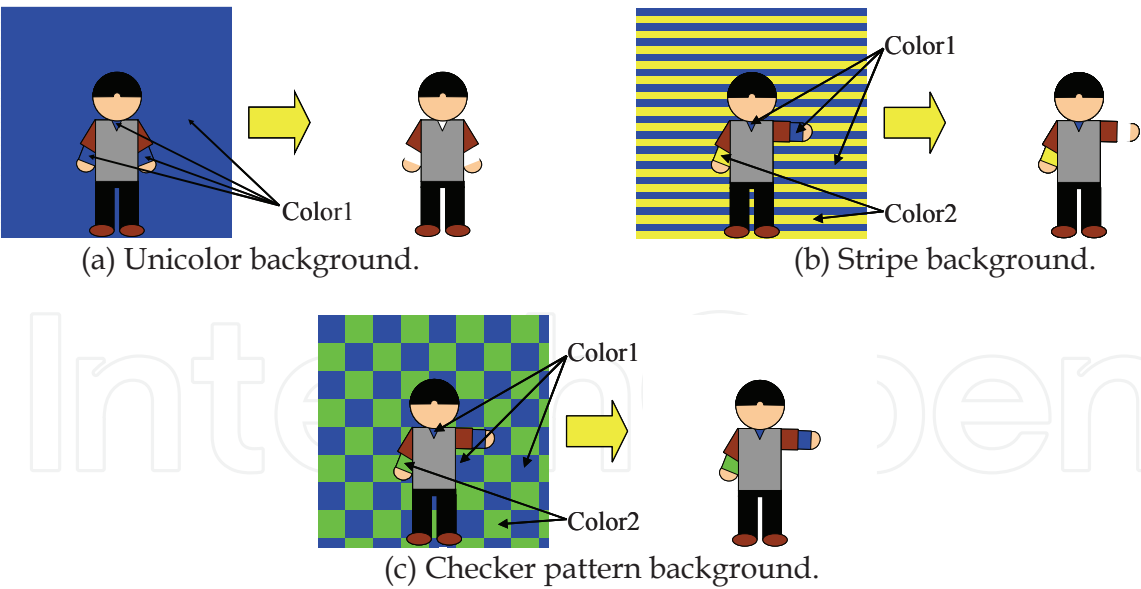 Color1
Color1
Color2
(a) Unicolor background.
(b) Stripe background.
Color1
Color2
(c) Checker pattern background.